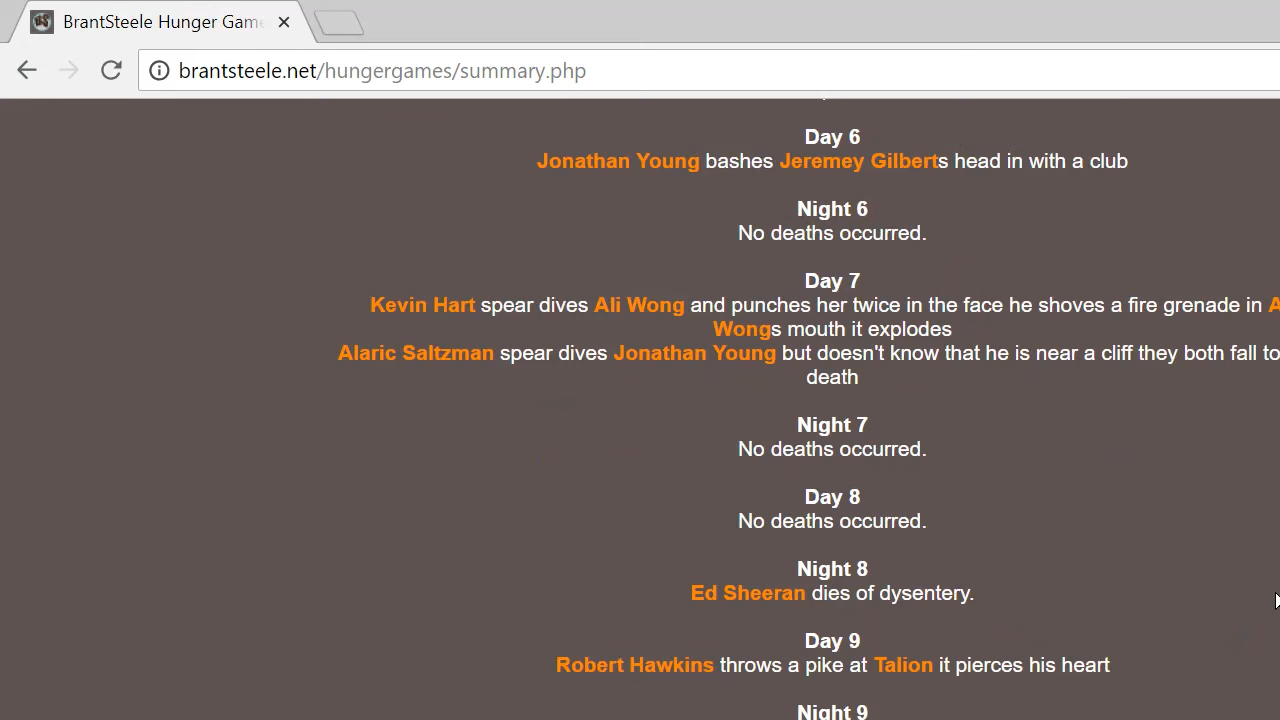 BrantSteele Hunger Gam
brantsteele.net/hungergames/summary.php
Day 6
Jonathan Young bashes Jeremey Gilberts head in with a club
Night 6
No deaths occurred.
Day 7
Kevin Hart spear dives Ali Wong and punches her twice in the face he shoves a fire grenade in A
Wongs mouth it explodes
Alaric Saltzman spear dives Jonathan Young but doesn't know that he is near a cliff they both fall to
death
Night 7
No deaths occurred.
Day 8
No deaths occurred.
Night 8
Ed Sheeran dies of dysentery.
Day 9
Robert Hawkins throws a pike at Talion it pierces his heart
Night 9